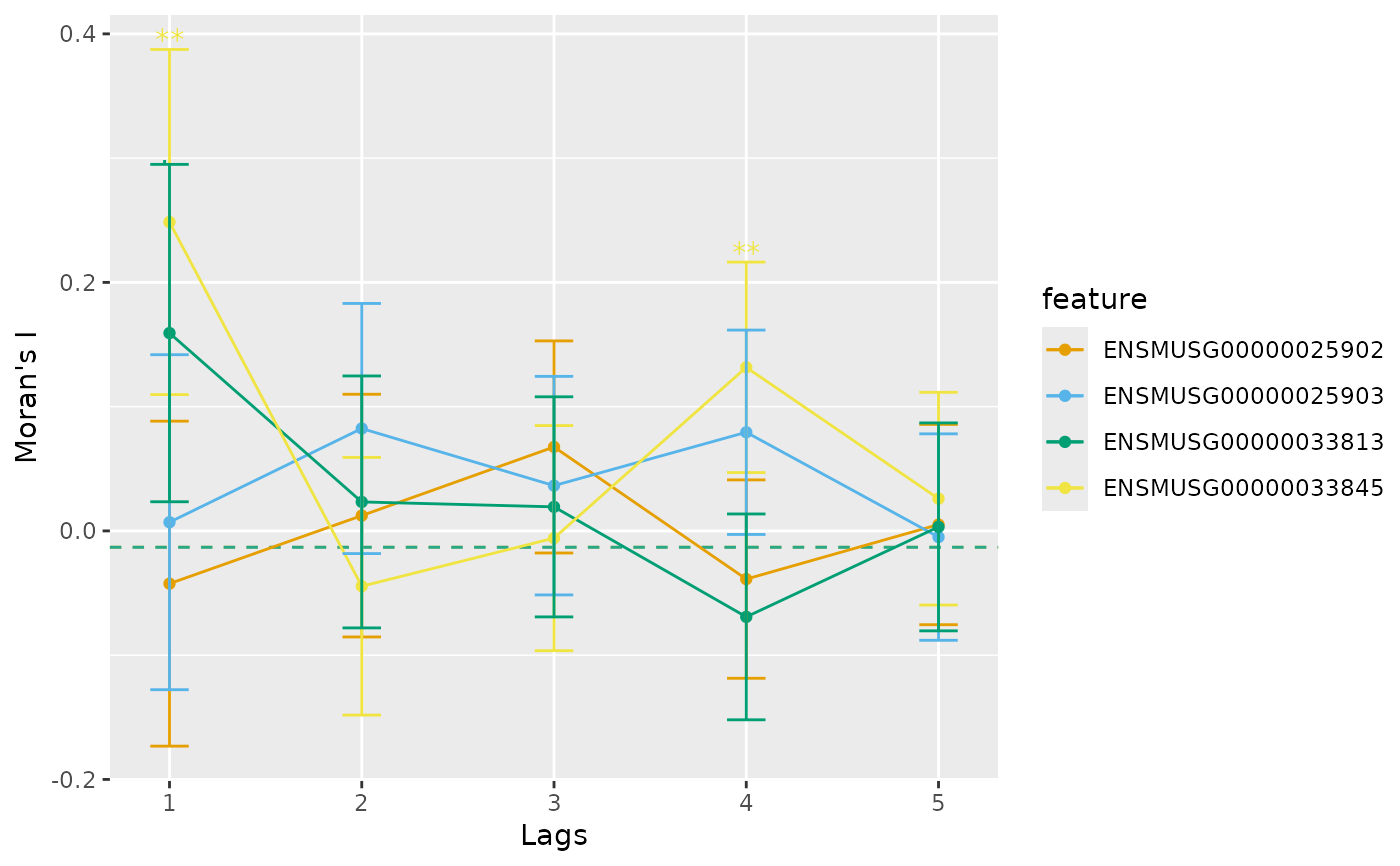 0.4
0.2
0.0
-0.2
Moran's I
**
.
**
1 2 3 4 5
Lags
feature
ENSMUSG00000025902
ENSMUSG00000025903
ENSMUSG00000033813
ENSMUSG00000033845